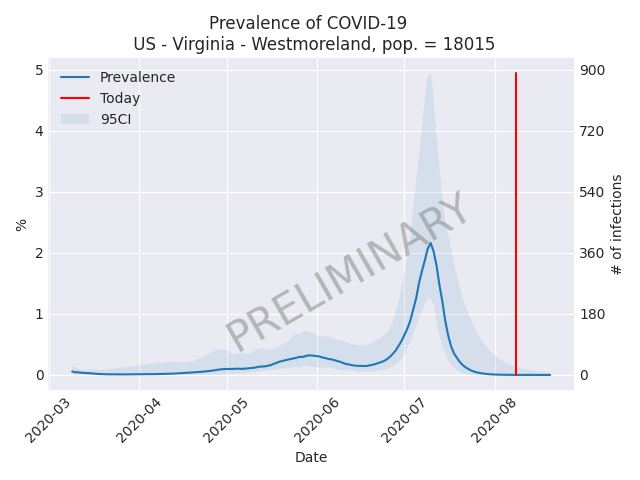 Prevalence of COVID-19
US - Virginia - Westmoreland, pop. = 18015
Prevalence
Today
95CI
PRELIMINARY
%
5
4
3
2
1
0
900
720
540
360
180
0
# of infections
2020-03
2020-04
2020-05
2020-06
2020-07
2020-08
Date